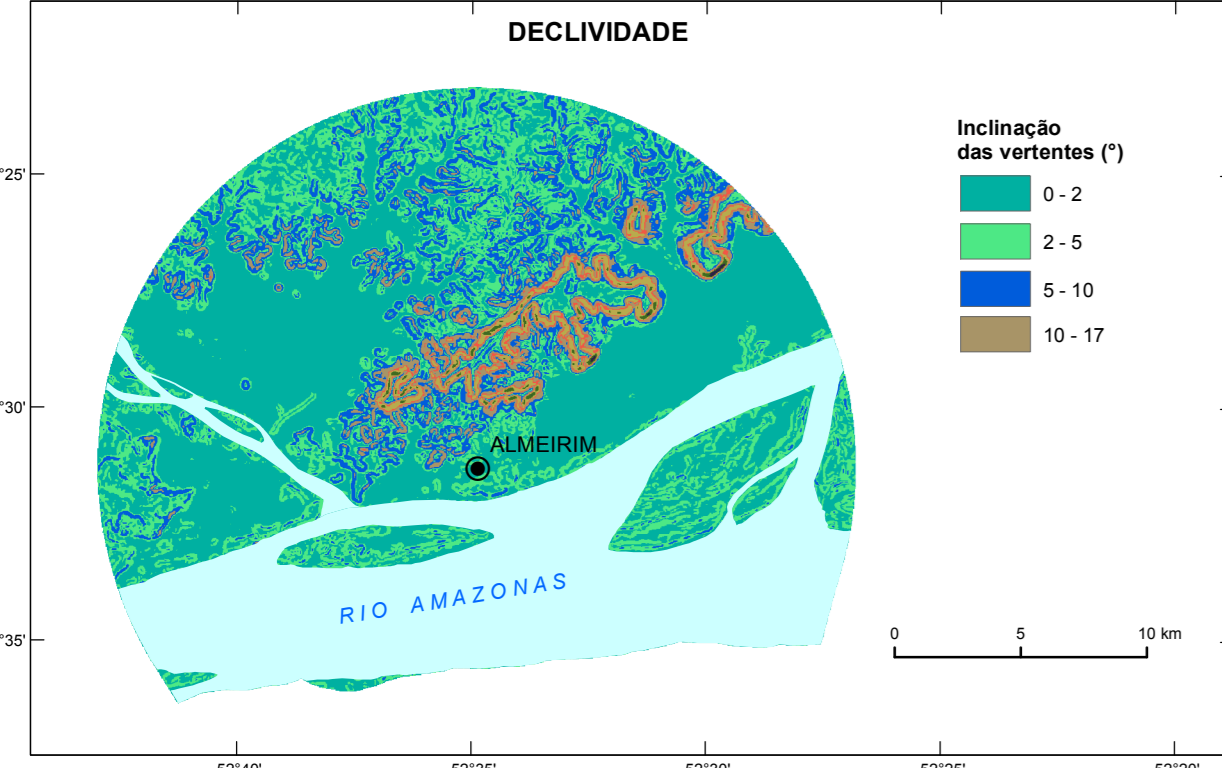 DECLIVIDADE
Inclinação
das vertentes (°)
0 - 2
2 - 5
5 - 10
10 - 17
°25'
°30'
°35'
ALMEIRIM
RIO AMAZONAS
0 5 10 km